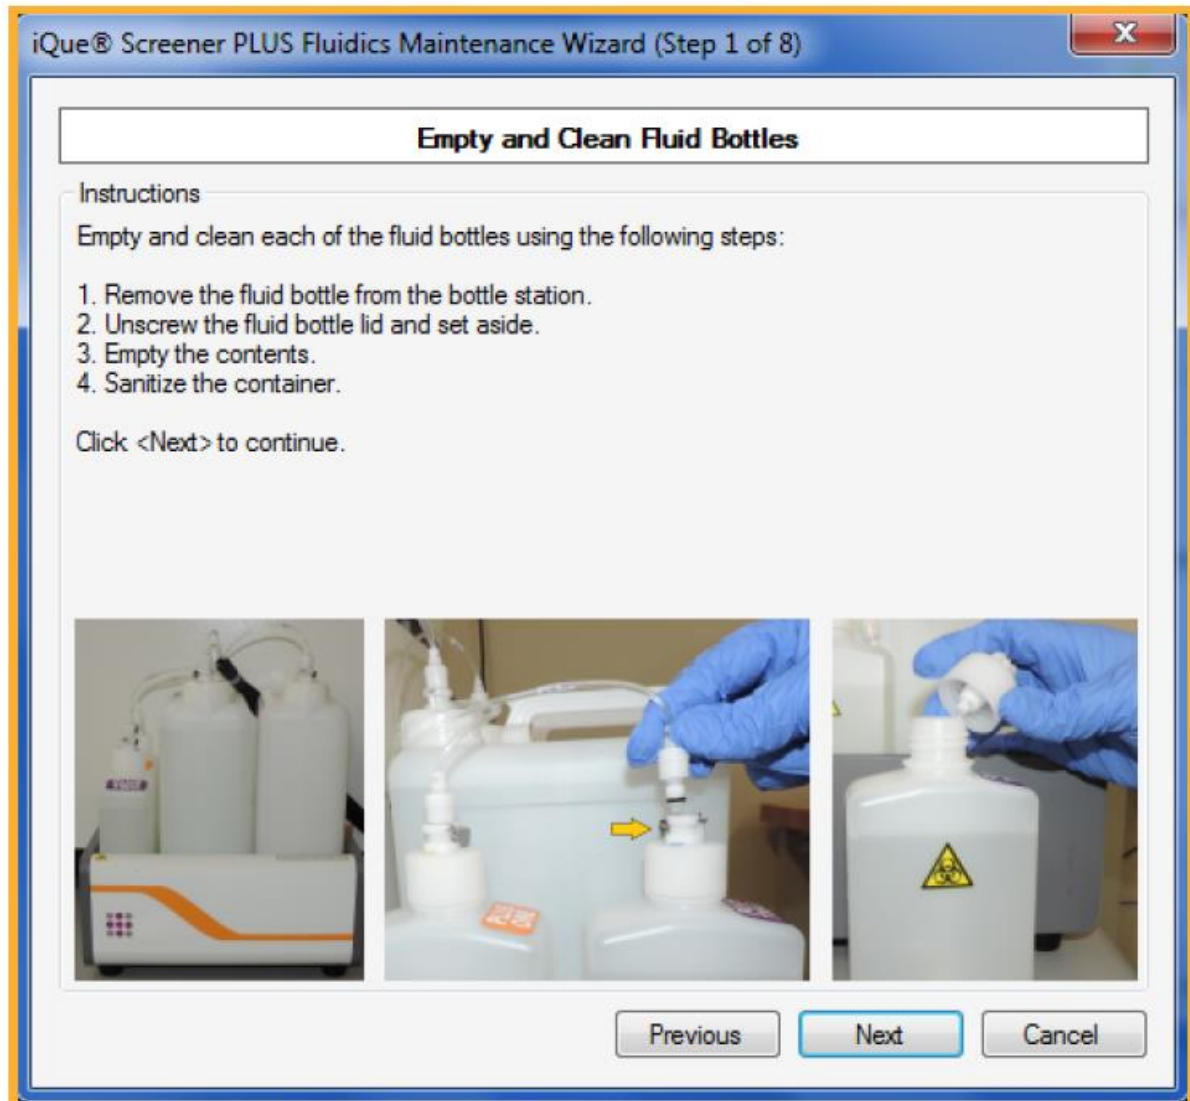 iQue® Screener PLUS Fluidics Maintenance Wizard (Step 1 of 8)
Empty and Clean Fluid Bottles
Instructions
Empty and clean each of the fluid bottles using the following steps:
1. Remove the fluid bottle from the bottle station.
2. Unscrew the fluid bottle lid and set aside.
3. Empty the contents.
4. Sanitize the container.
Click <Next> to continue.
Previous
Next
Cancel